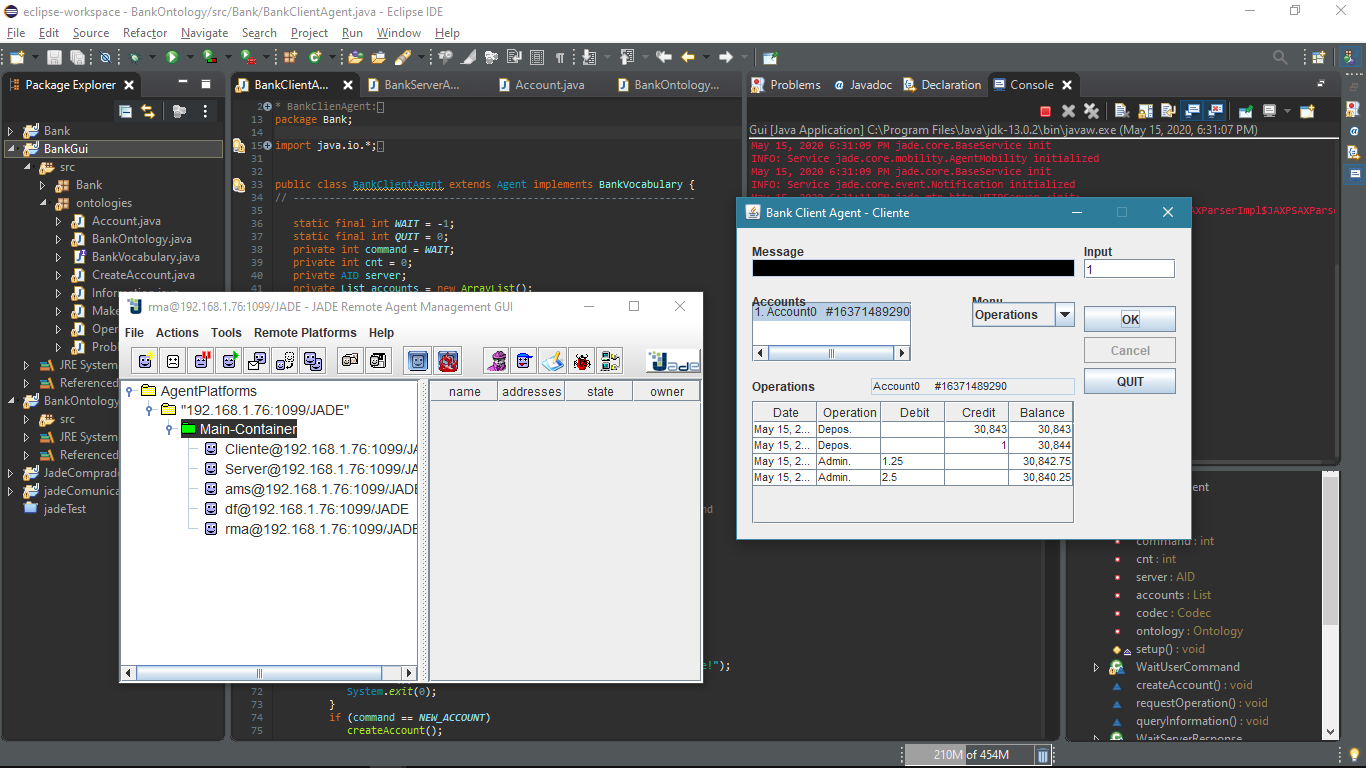 eclipse-workspace - BankOntology/src/Bank/BankClientAgent.java - Eclipse IDE
File Edit Source Refactor Navigate Search Project Run Window Help
Package Explorer
Bank
BankGui
src
Bank
ontologies
Account.java
BankOntology.java
BankVocabulary.java
CreateAccount.java
Information.java
Make
Oper
Prob
JRE System
Referenced
BankOntology
src
JRE System
Referenced
JadeComprado
jadeComunica
jadeTest
BankClientA... BankServerA... Account.java BankOntology...
2 * BankClienAgent:
13 package Bank;
14
15 import java.io.*;
31
32
33 public class BankClientAgent extends Agent implements BankVocabulary {
34 // 
35
36 static final int WAIT = -1;
37 static final int QUIT = 0;
38 private int command = WAIT;
39 private int cnt = 0;
40 private AID server;
41 private List accounts = new ArrayList();
nd
e!");
72 System.exit(0);
73 }
74 if (command == NEW_ACCOUNT)
75 createAccount();
Problems Javadoc Declaration Console
Gui [Java Application] C:\Program Files\Java\jdk-13.0.2\bin\javaw.exe (May 15, 2020, 6:31:07 PM)
May 15, 2020 6:31:09 PM jade.core.BaseService init
INFO: Service jade.core.mobility.AgentMobility initialized
May 15, 2020 6:31:09 PM jade.core.BaseService init
INFO: Service jade.core.event.Notification initialized
AXParserImpl$JAXPSAXParse
rma@192.168.1.76:1099/JADE - JADE Remote Agent Management GUI
File Actions Tools Remote Platforms Help
Jade
AgentPlatforms
"192.168.1.76:1099/JADE"
Main-Container
Cliente@192.168.1.76:1099/JA
Server@192.168.1.76:1099/JA
ams@192.168.1.76:1099/JADE
df@192.168.1.76:1099/JADE
rma@192.168.1.76:1099/JADE
name addresses state owner
Bank Client Agent - Cliente
Message Input
1
Accounts Menu
1. Account0 #16371489290
Operations
OK
Cancel
QUIT
Operations Account0 #16371489290
Date Operation Debit Credit Balance
May 15, 2... Depos. 30,843 30,843
May 15, 2... Depos. 1 30,844
May 15, 2... Admin. 1.25 30,842.75
May 15, 2... Admin. 2.5 30,840.25
ent
command : int
cnt : int
server : AID
accounts : List
codec : Codec
ontology : Ontology
setup() : void
WaitUserCommand
createAccount() : void
requestOperation() : void
queryInformation() : void
WaitServerResponse
210M of 454M